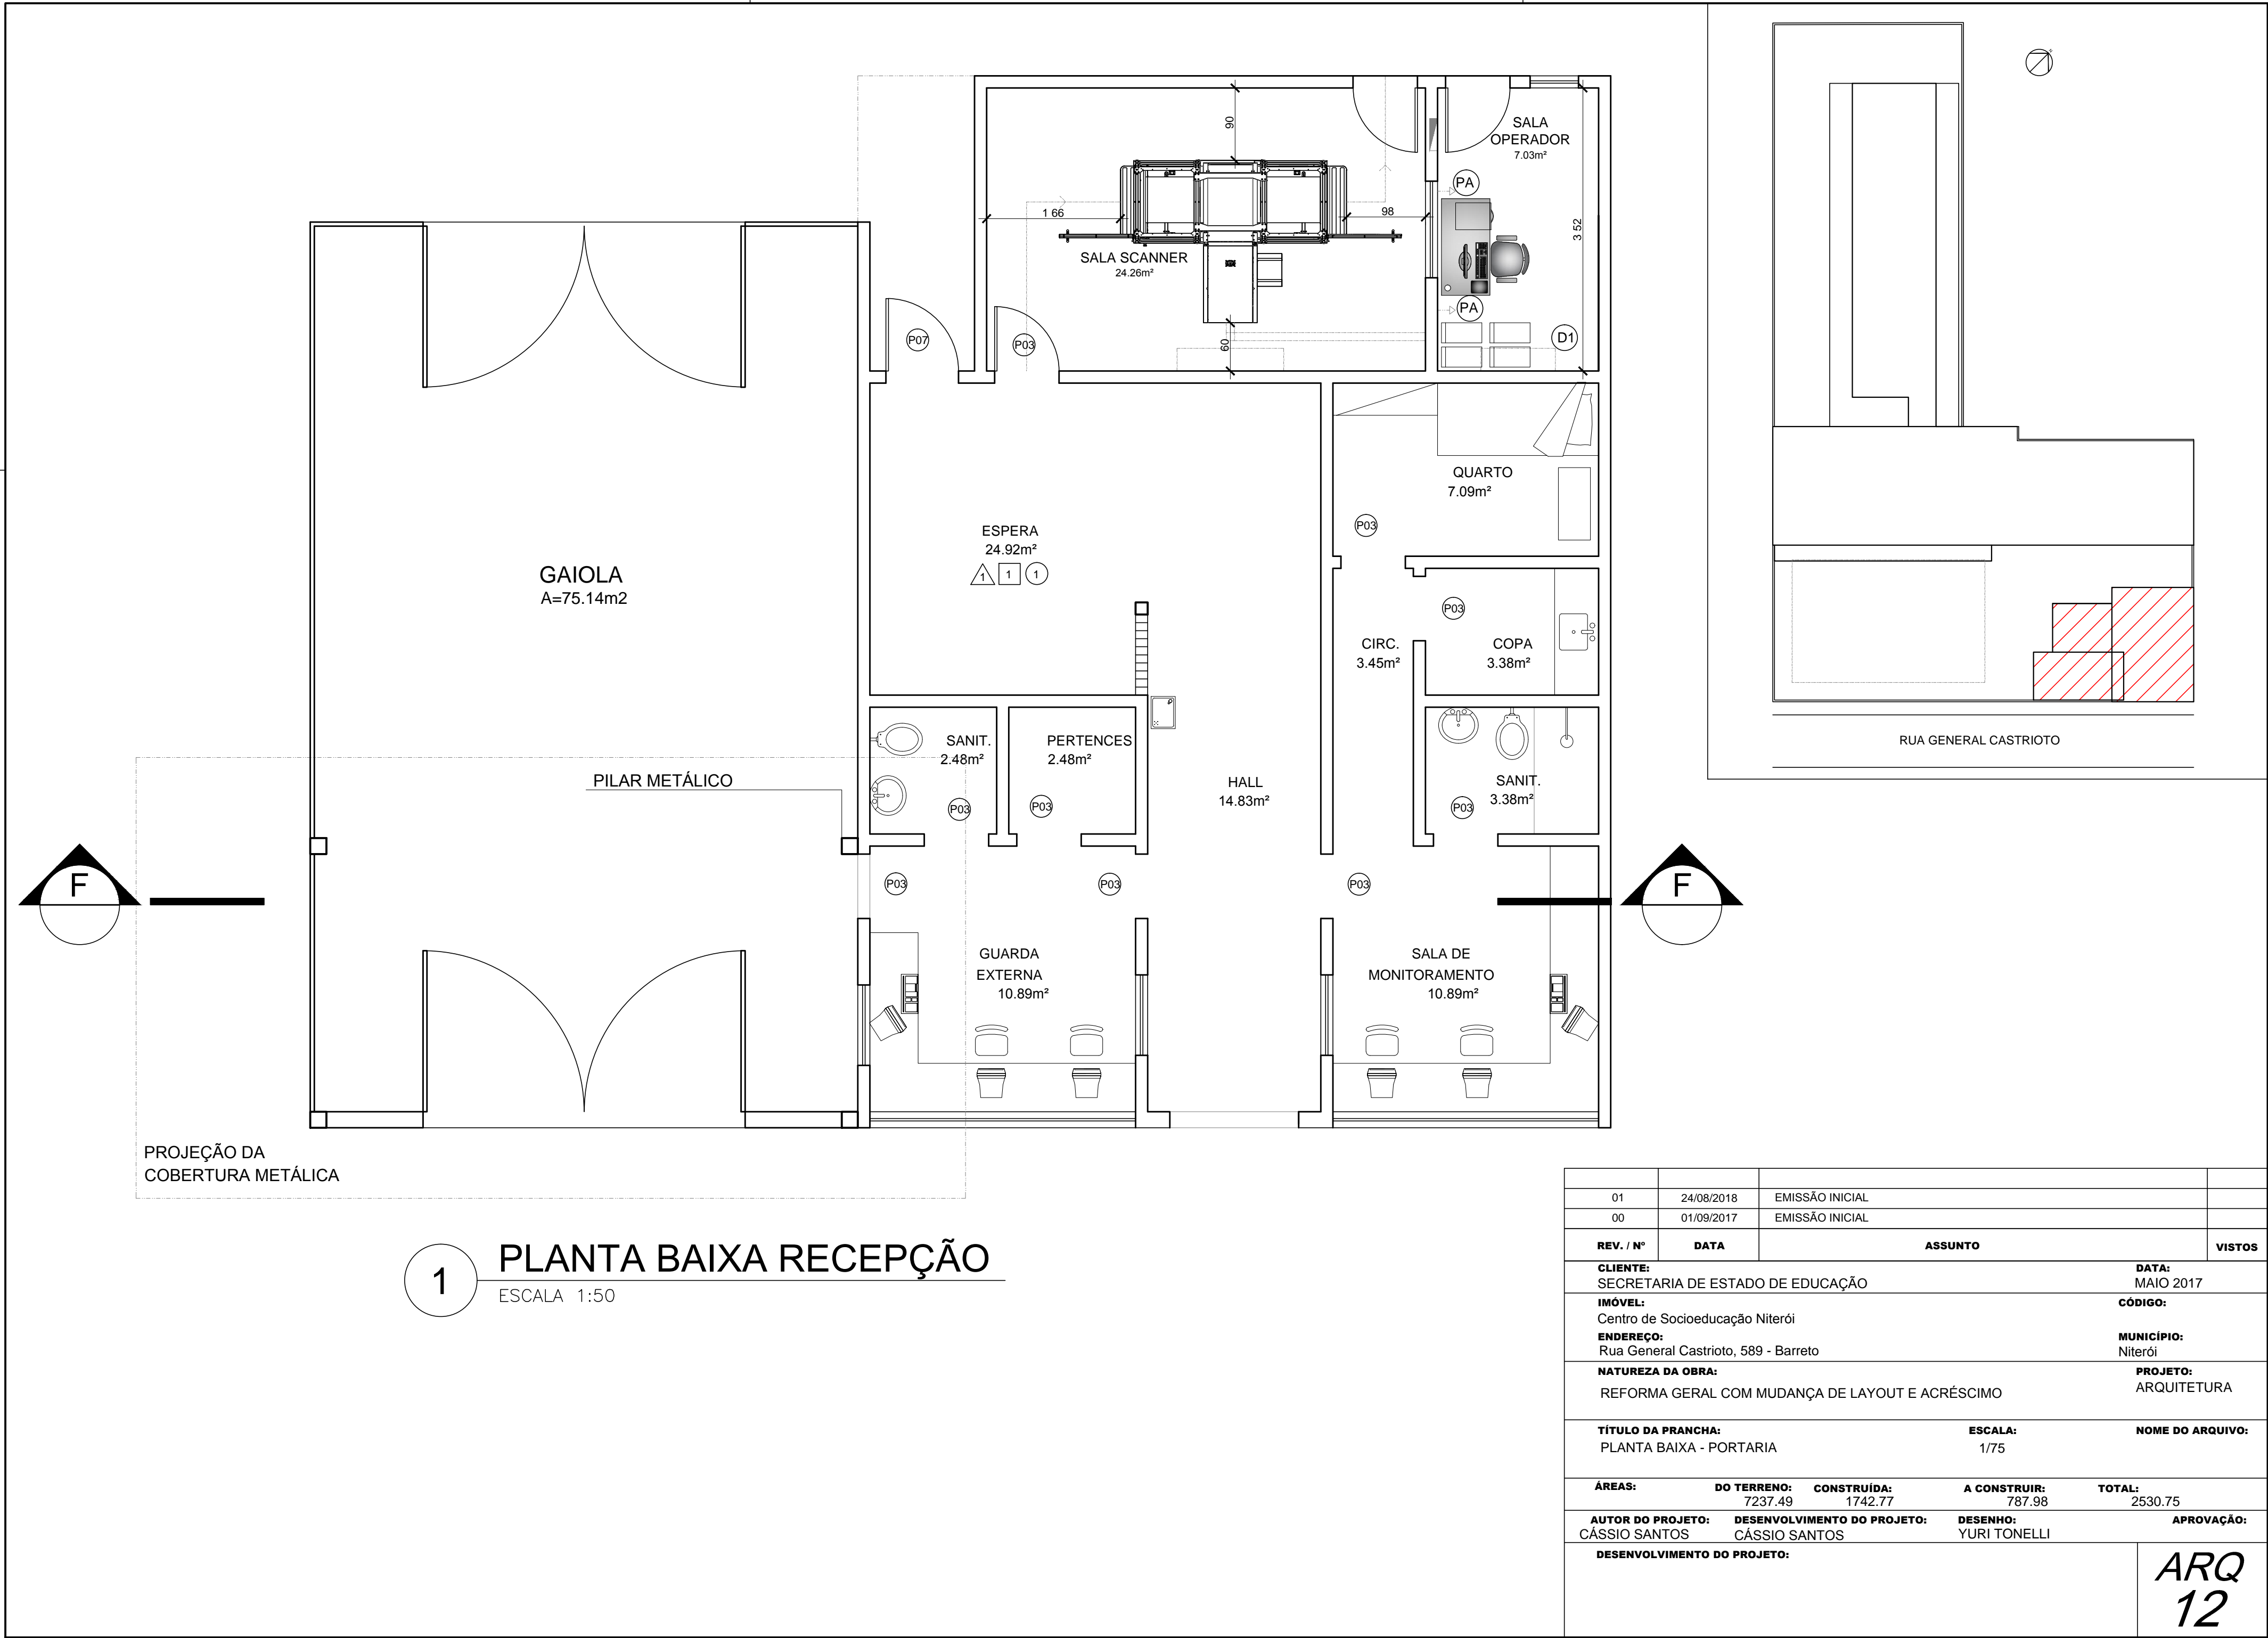 90
SALA
OPERADOR
7.03m²
PA
1 66
98
3 52
SALA SCANNER
24.26m²
PA
P07
P03
60
D1
QUARTO
7.09m²
P03
ESPERA
24.92m²
1 1 1
GAIOLA
A=75.14m2
P03
CIRC.
3.45m²
COPA
3.38m²
SANIT.
2.48m²
PERTENCES
2.48m²
PILAR METÁLICO
HALL
14.83m²
SANIT.
3.38m²
P03
P03
P03
F
P03
P03
P03
F
GUARDA
EXTERNA
10.89m²
SALA DE
MONITORAMENTO
10.89m²
PROJEÇÃO DA
COBERTURA METÁLICA
1
PLANTA BAIXA RECEPÇÃO
ESCALA 1:50
RUA GENERAL CASTRIOTO
01 24/08/2018 EMISSÃO INICIAL
00 01/09/2017 EMISSÃO INICIAL
REV. / Nº DATA ASSUNTO VISTOS
CLIENTE: DATA:
SECRETARIA DE ESTADO DE EDUCAÇÃO MAIO 2017
IMÓVEL: CÓDIGO:
Centro de Socioeducação Niterói
ENDEREÇO: MUNICÍPIO:
Rua General Castrioto, 589 - Barreto Niterói
NATUREZA DA OBRA: PROJETO:
REFORMA GERAL COM MUDANÇA DE LAYOUT E ACRÉSCIMO ARQUITETURA
TÍTULO DA PRANCHA: ESCALA: NOME DO ARQUIVO:
PLANTA BAIXA - PORTARIA 1/75
ÁREAS: DO TERRENO: CONSTRUÍDA: A CONSTRUIR: TOTAL:
7237.49 1742.77 787.98 2530.75
AUTOR DO PROJETO: DESENVOLVIMENTO DO PROJETO: DESENHO: APROVAÇÃO:
CÁSSIO SANTOS CÁSSIO SANTOS YURI TONELLI
DESENVOLVIMENTO DO PROJETO:
ARQ
12